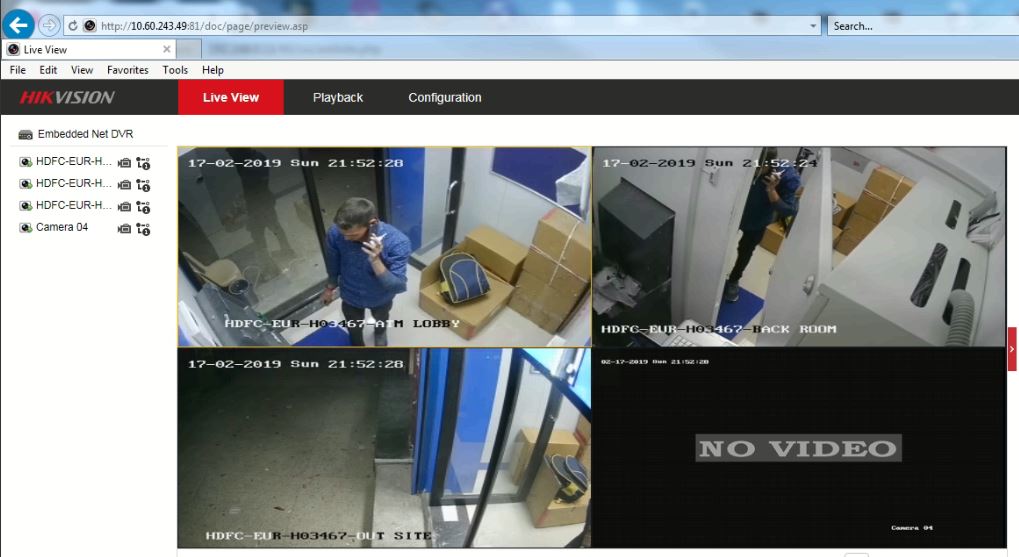 http://10.60.243.49:81/doc/page/preview.asp
Search...
Live View
File Edit View Favorites Tools Help
HIKVISION
Live View Playback Configuration
Embedded Net DVR
HDFC-EUR-H...
HDFC-EUR-H...
HDFC-EUR-H...
Camera 04
17-02-2019 Sun 21:52:28
HDFC-EUR-H03467-ATM LOBBY
17-02-2019 Sun 21:52:24
HDFC-EUR-H03467-BACK ROOM
17-02-2019 Sun 21:52:28
HDFC-EUR-H03467-OUT SITE
02-17-2019 Sun 21:52:28
NO VIDEO
Camera 04